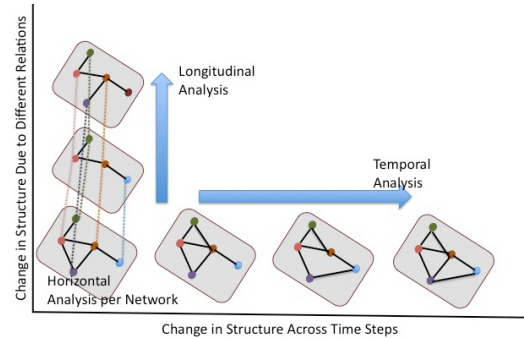 Change in Structure Due to Different Relations
Longitudinal
Analysis
Temporal
Analysis
Horizontal
Analysis per Network
Change in Structure Across Time Steps